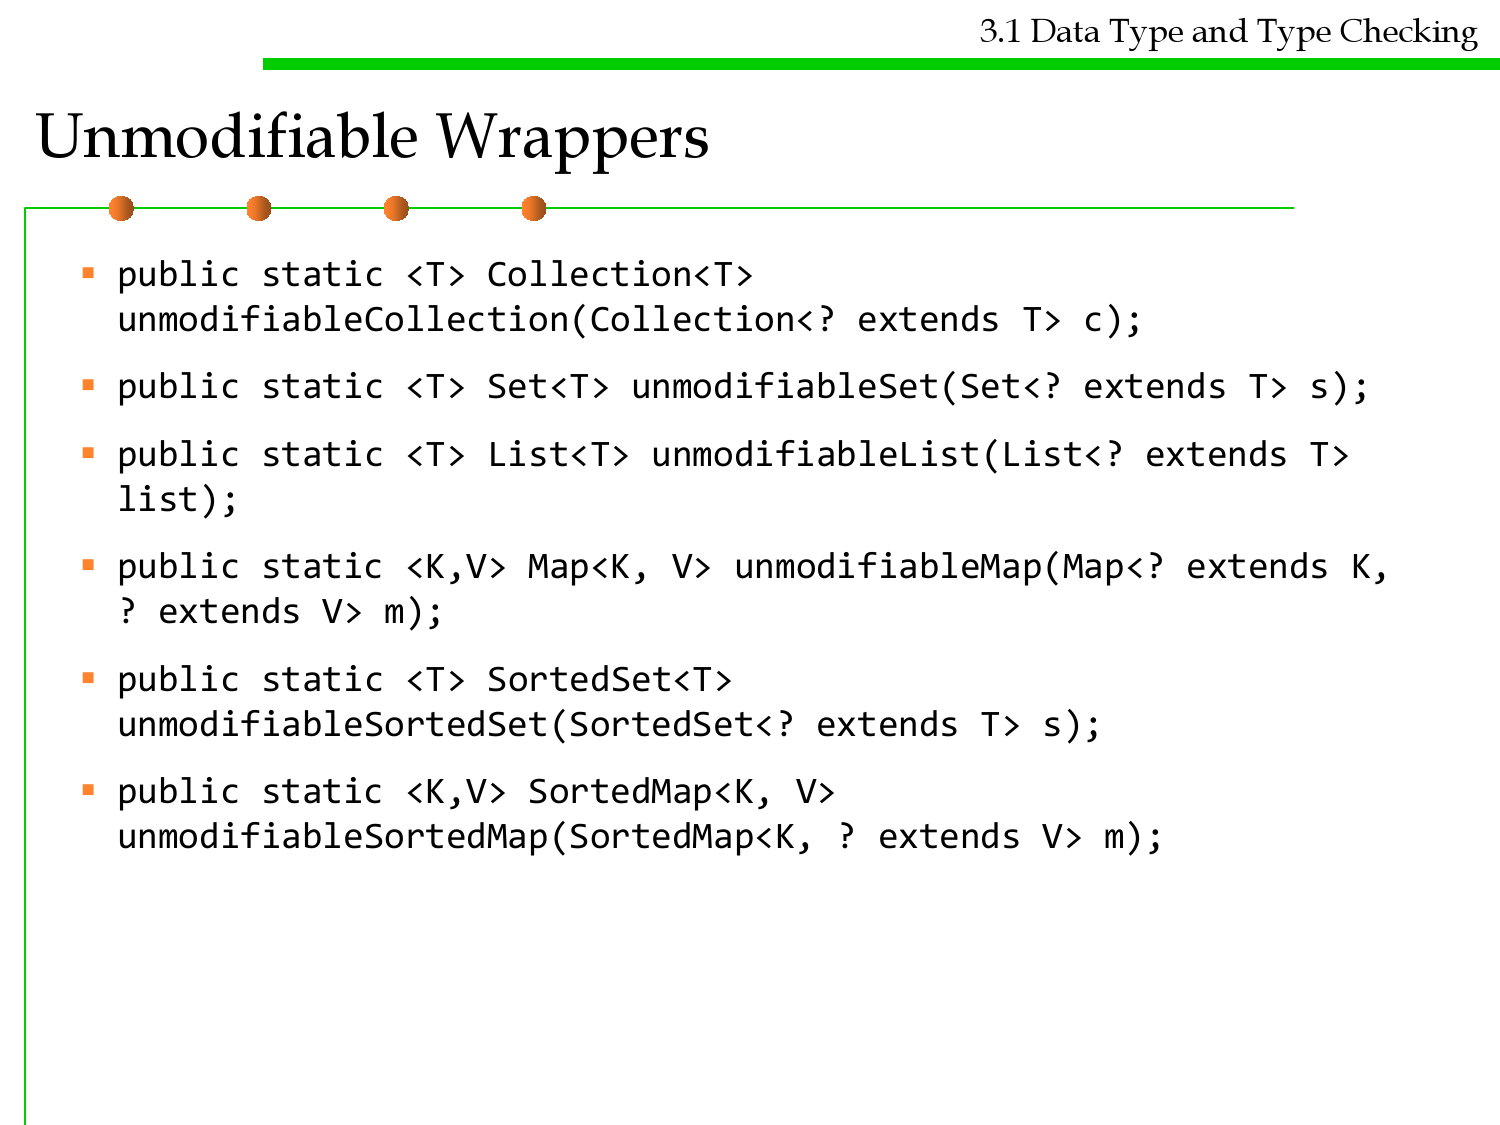 3.1 Data Type and Type Checking
Unmodifiable Wrappers
▪ public static <T> Collection<T>
unmodifiableCollection(Collection<? extends T> c);
▪ public static <T> Set<T> unmodifiableSet(Set<? extends T> s);
▪ public static <T> List<T> unmodifiableList(List<? extends T>
list);
▪ public static <K,V> Map<K, V> unmodifiableMap(Map<? extends K,
? extends V> m);
▪ public static <T> SortedSet<T>
unmodifiableSortedSet(SortedSet<? extends T> s);
▪ public static <K,V> SortedMap<K, V>
unmodifiableSortedMap(SortedMap<K, ? extends V> m);